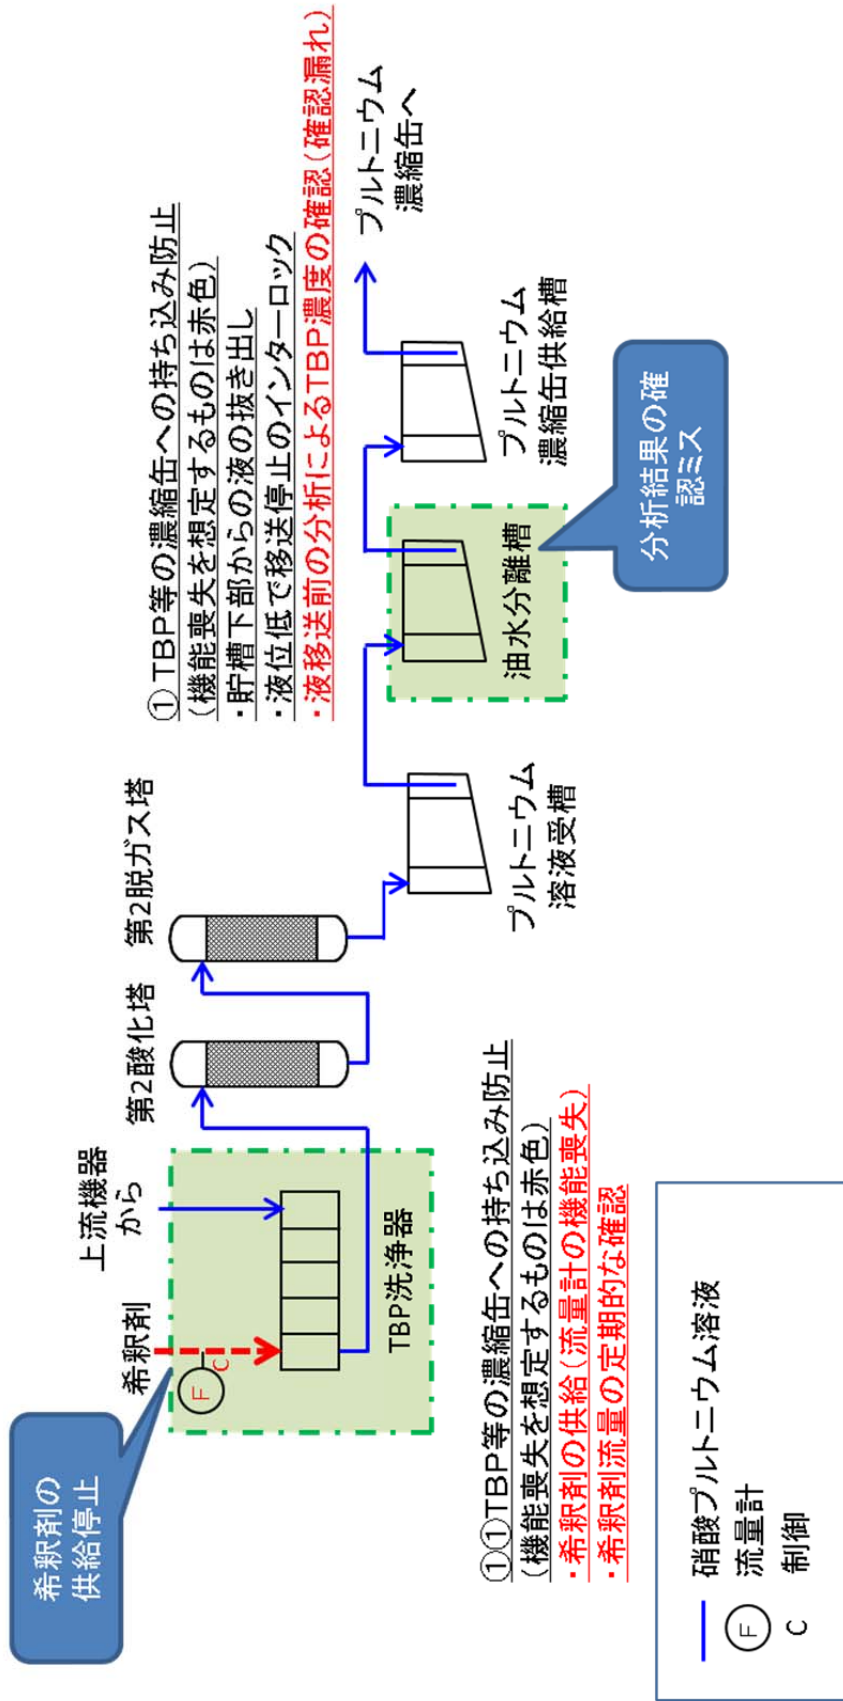 希釈剤の
供給停止
希釈剤
上流機器
から
F
C
TBP洗浄器
第2酸化塔
第2脱ガス塔
①TBP等の濃縮缶への持ち込み防止
(機能喪失を想定するものは赤色)
・貯槽下部からの液の抜き出し
・液位低で移送停止のインターロック
・液移送前の分析によるTBP濃度の確認(確認漏れ)
プルトニウム
濃縮缶へ
プルトニウム
溶液受槽
油水分離槽
プルトニウム
濃縮缶供給槽
分析結果の確
認ミス
①①TBP等の濃縮缶への持ち込み防止
(機能喪失を想定するものは赤色)
・希釈剤の供給(流量計の機能喪失)
・希釈剤流量の定期的な確認
硝酸プルトニウム溶液
F 流量計
C 制御